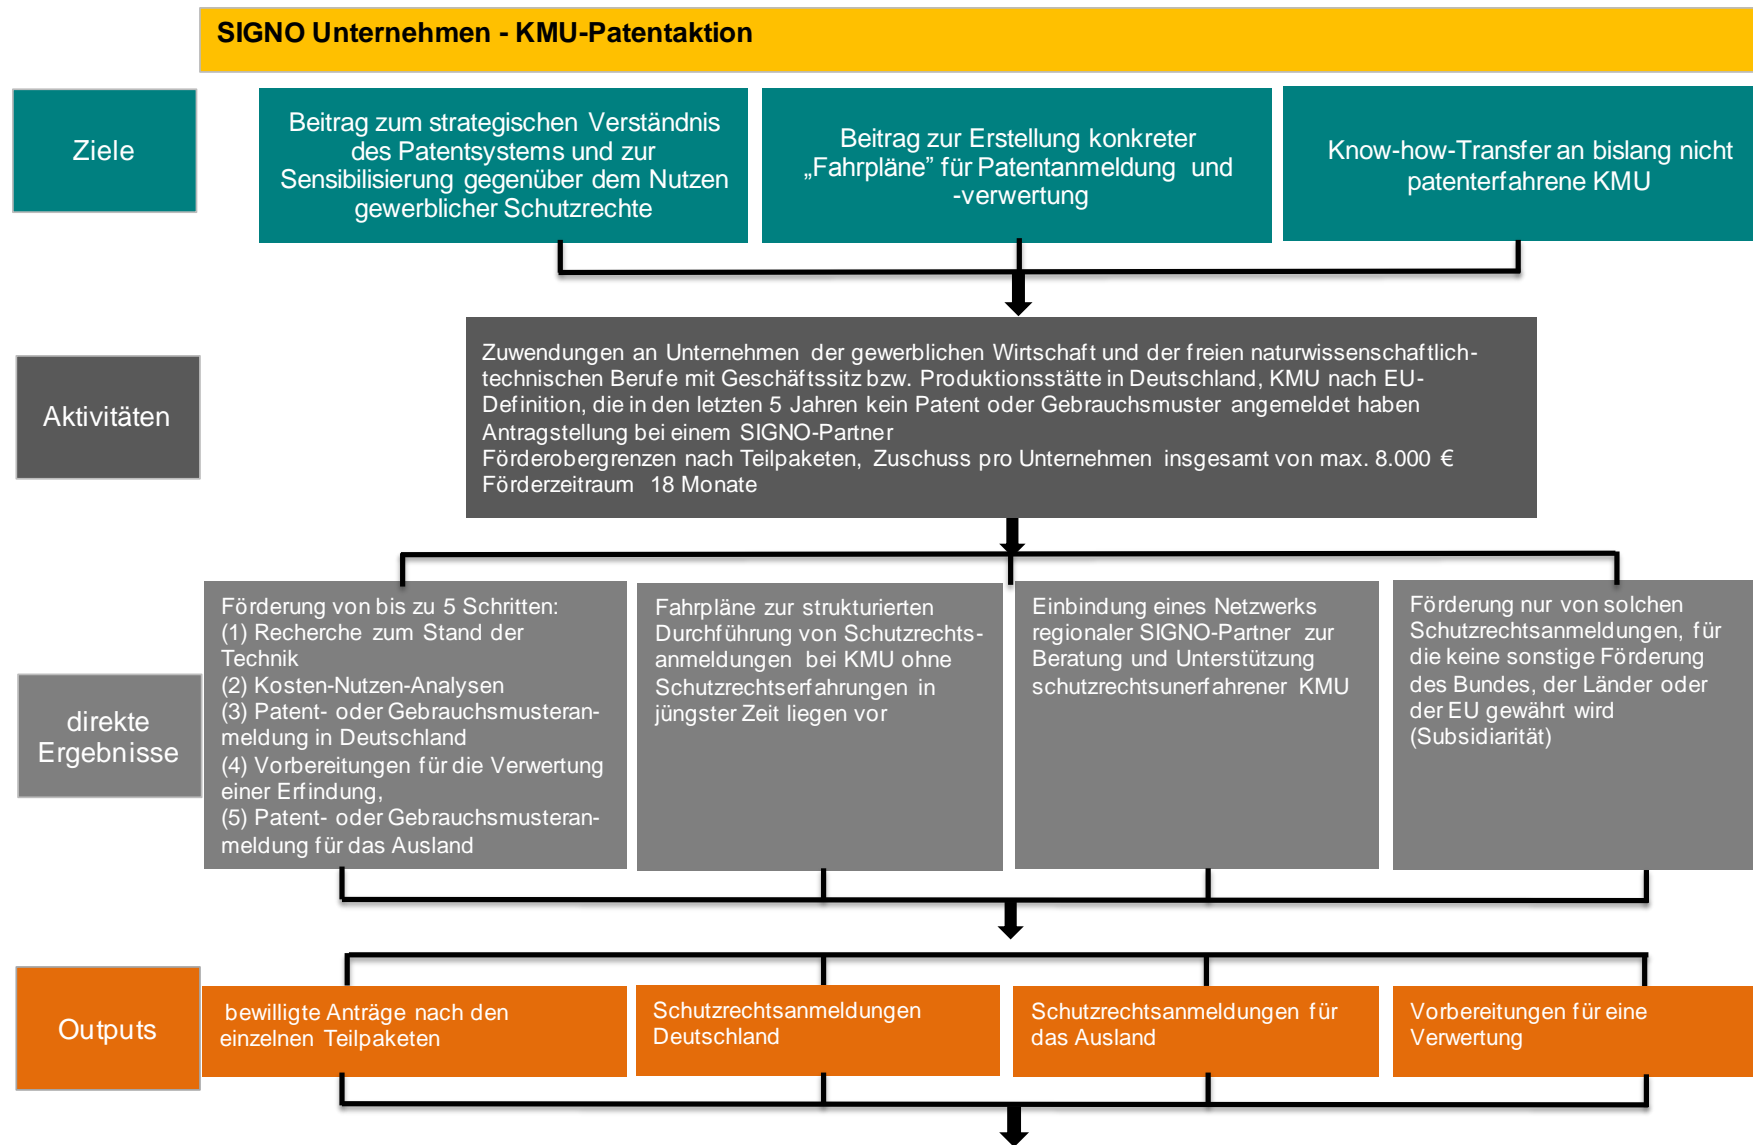 SIGNO Unternehmen - KMU-Patentaktion
Ziele
Beitrag zum strategischen Verständnis
des Patentsystems und zur
Sensibilisierung gegenüber dem Nutzen
gewerblicher Schutzrechte
Beitrag zur Erstellung konkreter
„Fahrpläne” für Patentanmeldung und
-verwertung
Know-how-Transfer an bislang nicht
patenterfahrene KMU
Aktivitäten
Zuwendungen an Unternehmen der gewerblichen Wirtschaft und der freien naturwissenschaftlich-
technischen Berufe mit Geschäftssitz bzw. Produktionsstätte in Deutschland, KMU nach EU-
Definition, die in den letzten 5 Jahren kein Patent oder Gebrauchsmuster angemeldet haben
Antragstellung bei einem SIGNO-Partner
Förderobergrenzen nach Teilpaketen, Zuschuss pro Unternehmen insgesamt von max. 8.000 €
Förderzeitraum 18 Monate
direkte
Ergebnisse
Förderung von bis zu 5 Schritten:
(1) Recherche zum Stand der
Technik
(2) Kosten-Nutzen-Analysen
(3) Patent- oder Gebrauchsmusteran-
meldung in Deutschland
(4) Vorbereitungen für die Verwertung
einer Erfindung,
(5) Patent- oder Gebrauchsmusteran-
meldung für das Ausland
Fahrpläne zur strukturierten
Durchführung von Schutzrechts-
anmeldungen bei KMU ohne
Schutzrechtserfahrungen in
jüngster Zeit liegen vor
Einbindung eines Netzwerks
regionaler SIGNO-Partner zur
Beratung und Unterstützung
schutzrechtsunerfahrener KMU
Förderung nur von solchen
Schutzrechtsanmeldungen, für
die keine sonstige Förderung
des Bundes, der Länder oder
der EU gewährt wird
(Subsidiarität)
Outputs
bewilligte Anträge nach den
einzelnen Teilpaketen
Schutzrechtsanmeldungen
Deutschland
Schutzrechtsanmeldungen für
das Ausland
Vorbereitungen für eine
Verwertung